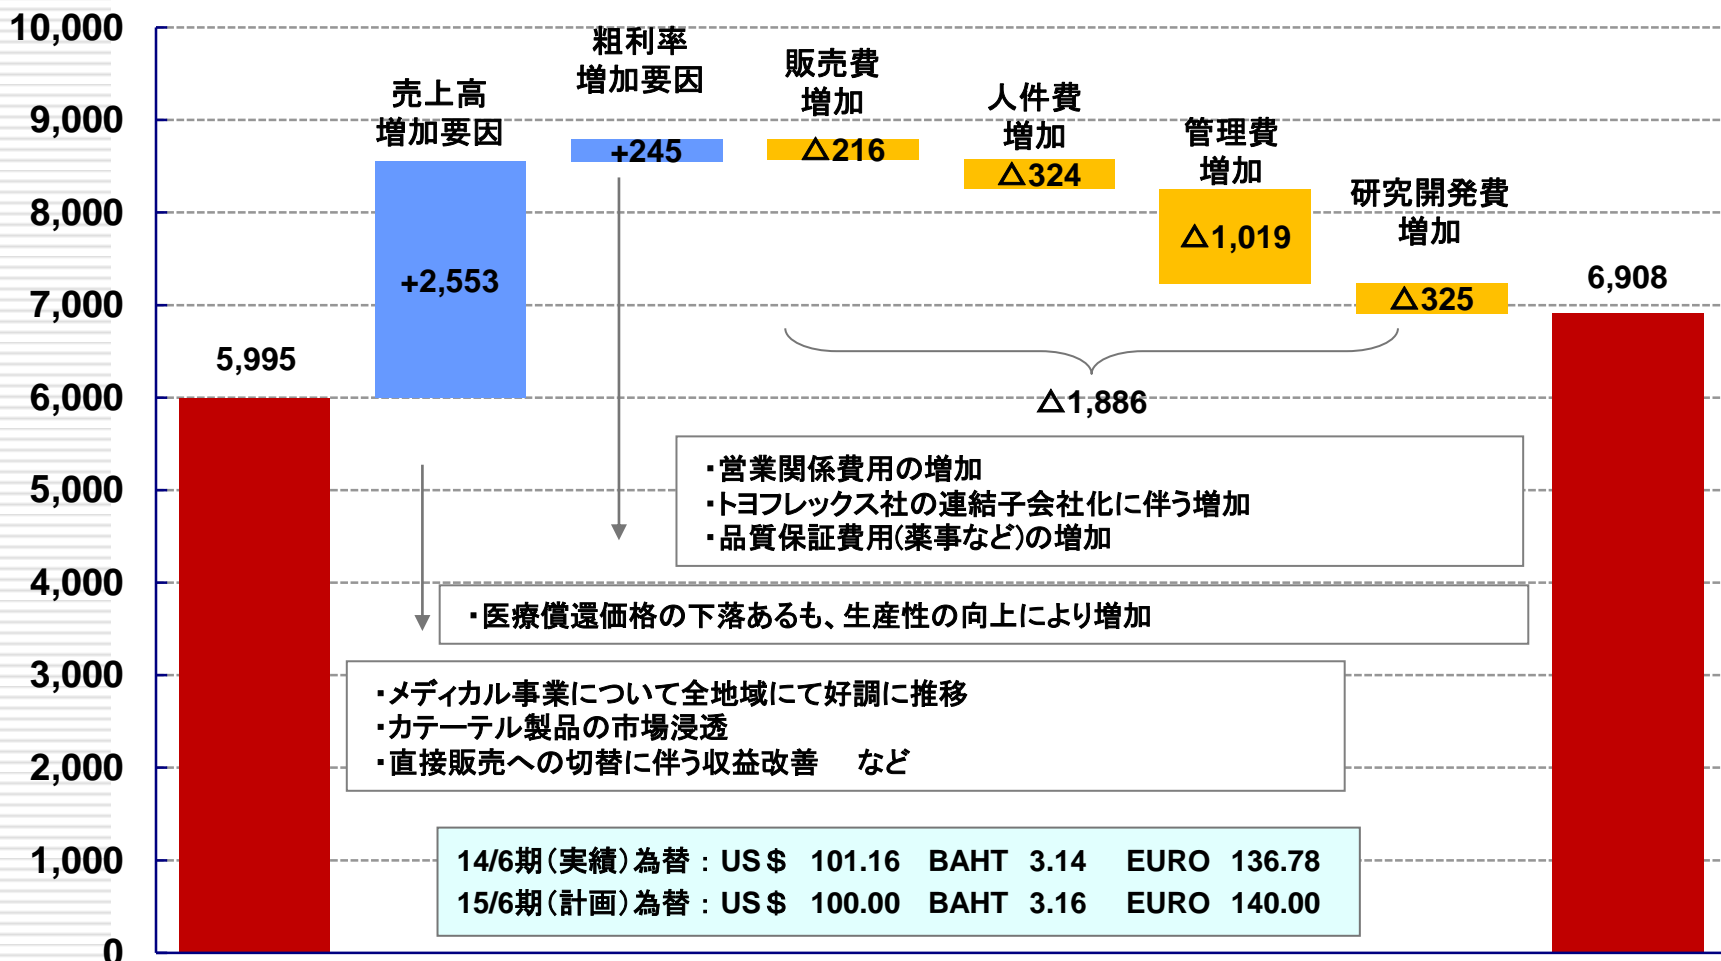 10,000
9,000
8,000
7,000
6,000
5,000
4,000
3,000
2,000
1,000
0
5,995
売上高
増加要因
+2,553
粗利率
増加要因
+245
販売費
増加
△216
人件費
増加
△324
管理費
増加
△1,019
研究開発費
増加
△325
6,908
△1,886
・営業関係費用の増加
・トヨフレックス社の連結子会社化に伴う増加
・品質保証費用(薬事など)の増加
・医療償還価格の下落あるも、生産性の向上により増加
・メディカル事業について全地域にて好調に推移
・カテーテル製品の市場浸透
・直接販売への切替に伴う収益改善　など
14/6期（実績）為替：US＄ 101.16 BAHT 3.14 EURO 136.78
15/6期（計画）為替：US＄ 100.00 BAHT 3.16 EURO 140.00